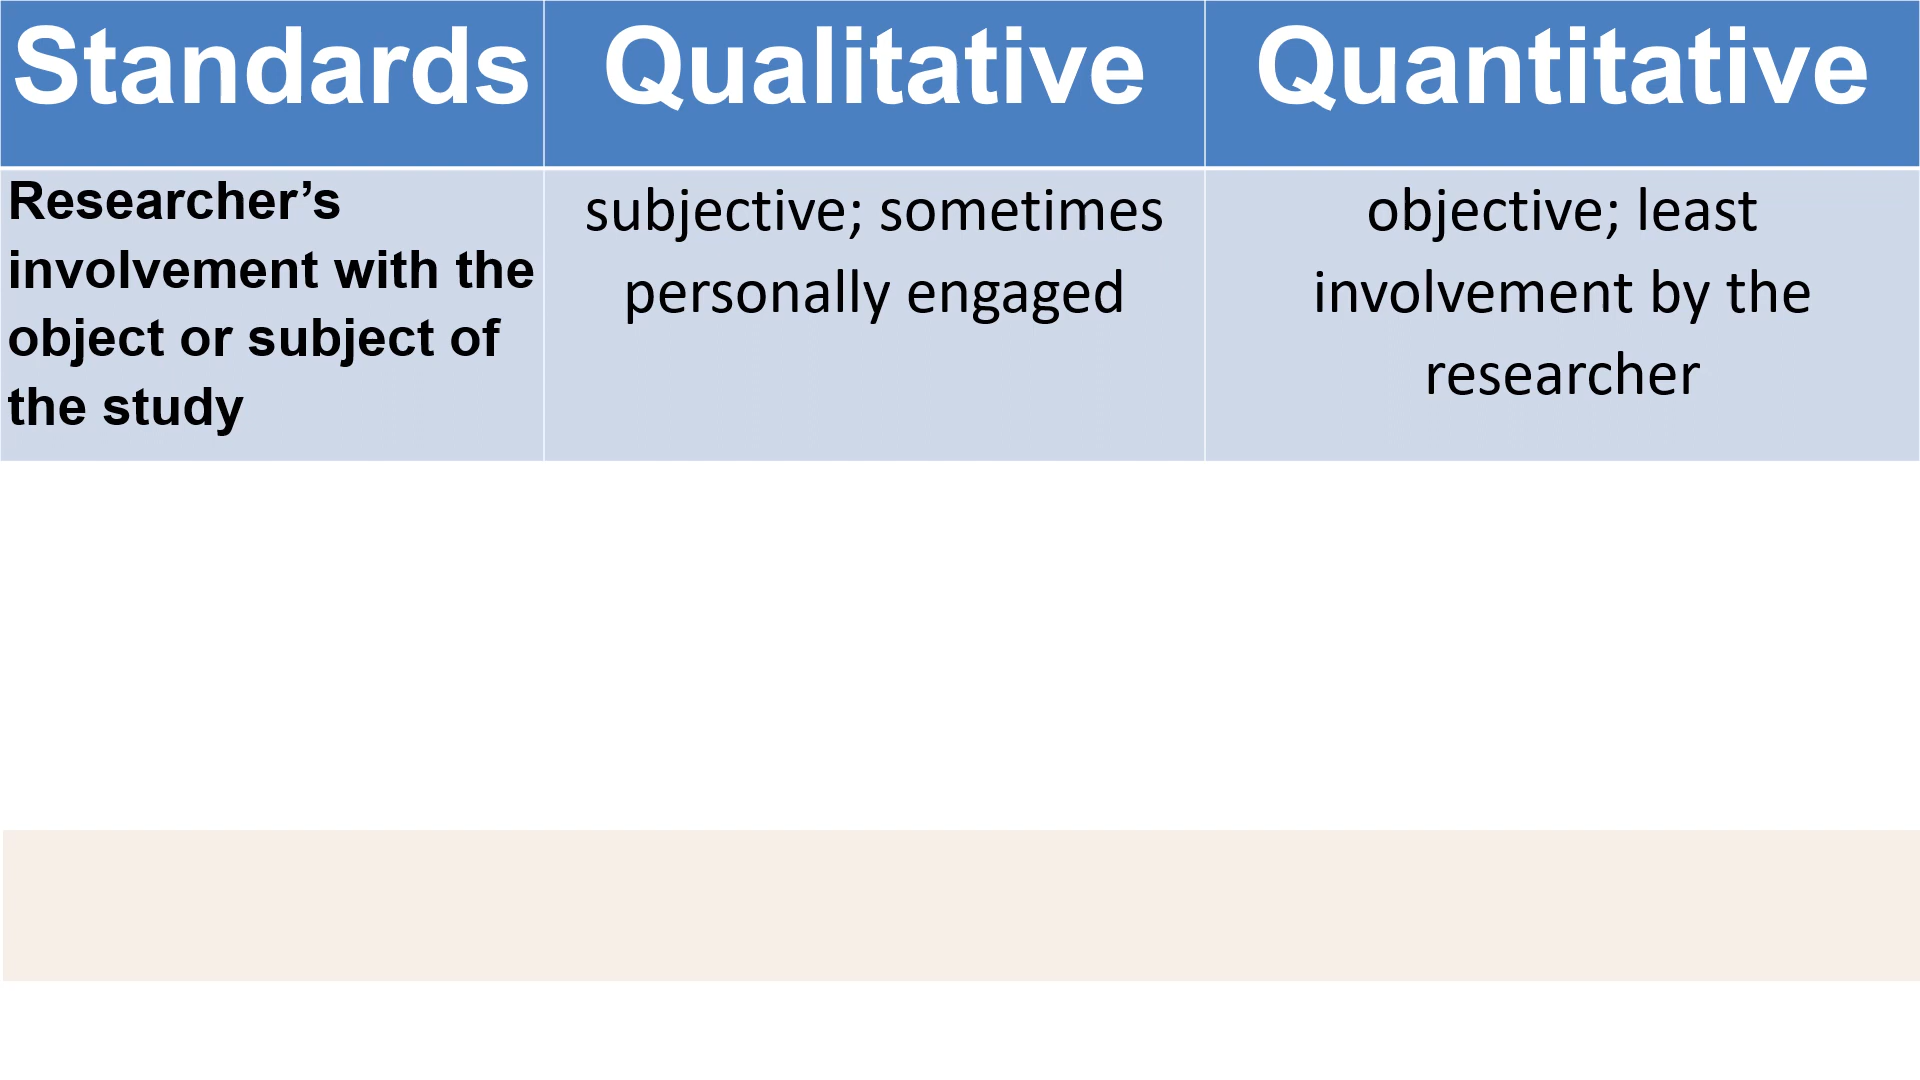 Standards
Qualitative
Quantitative
Researcher’s
involvement with the
object or subject of
the study
subjective; sometimes
personally engaged
objective; least
involvement by the
researcher